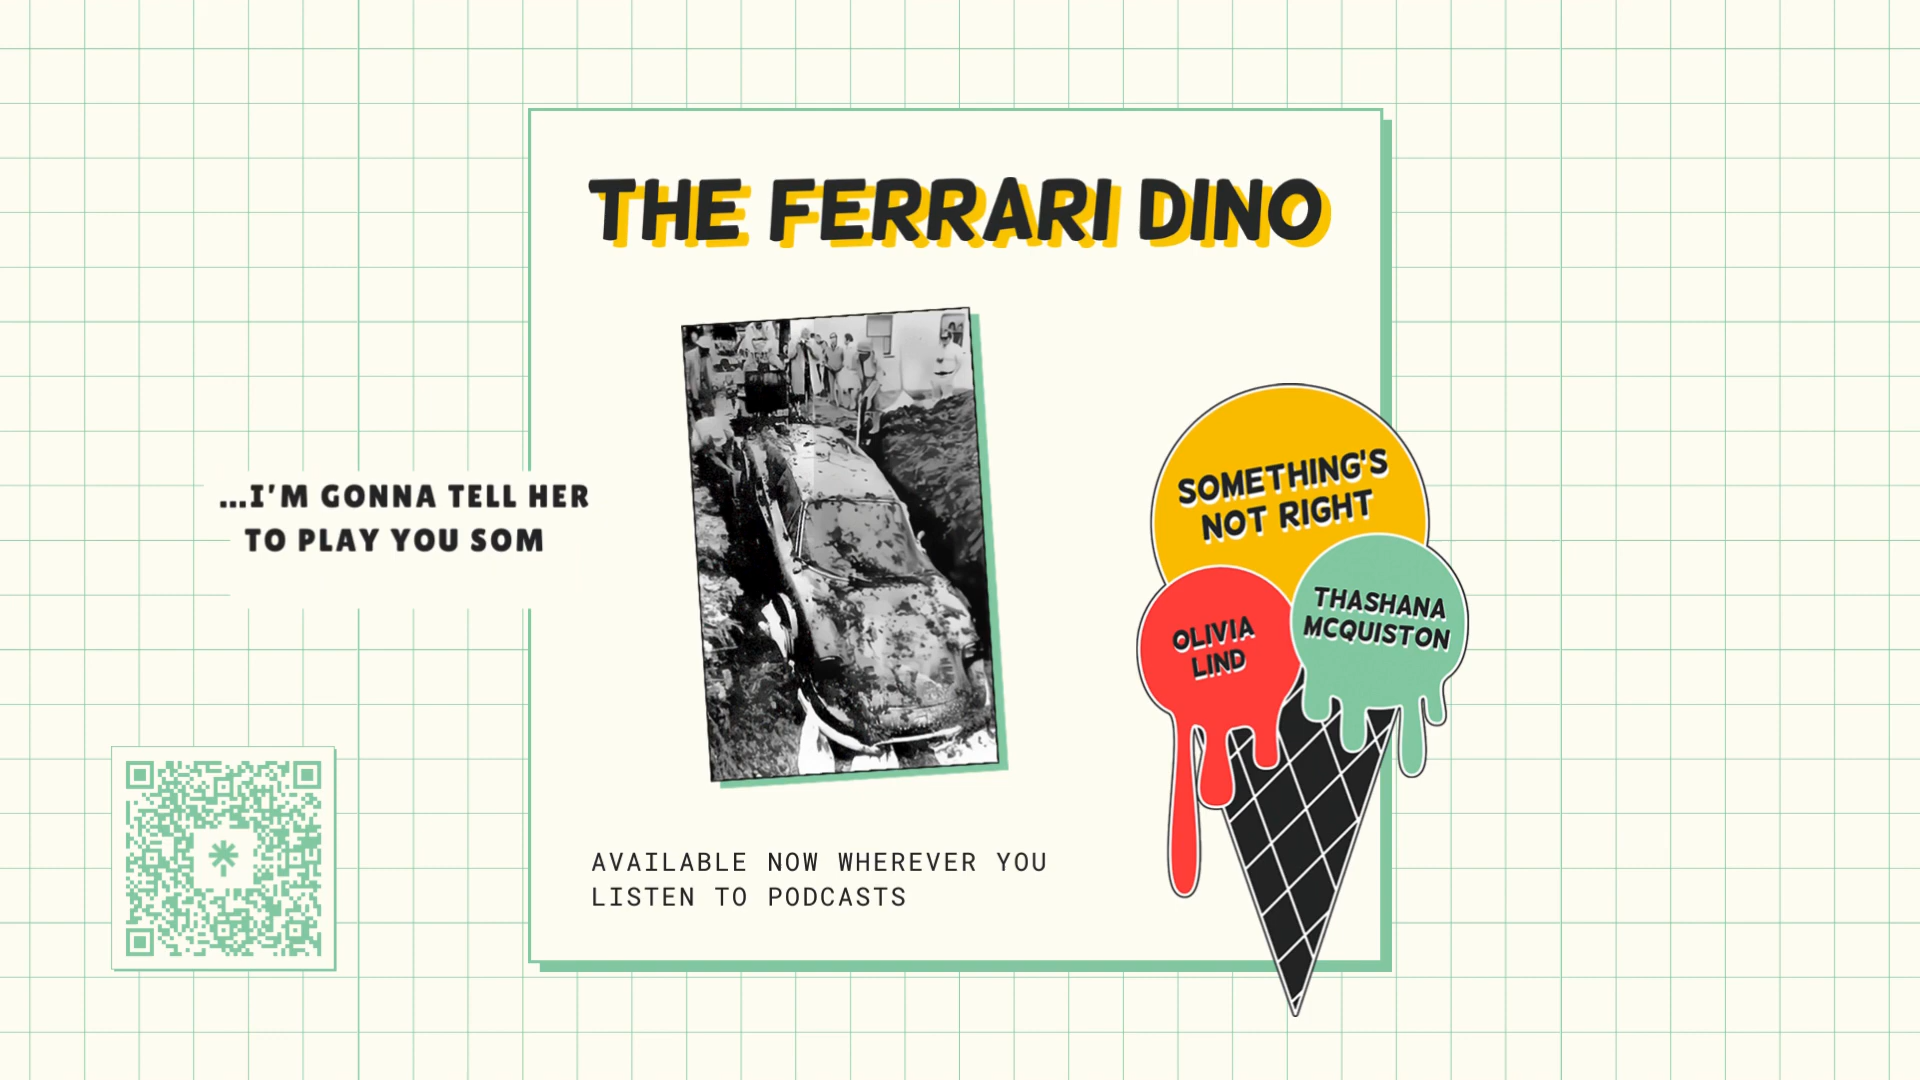 THE FERRARI DINO
...I'M GONNA TELL HER
TO PLAY YOU SOM
SOMETHING'S
NOT RIGHT
OLIVIA
LIND
THASHANA
MCQUISTON
AVAILABLE NOW WHEREVER YOU
LISTEN TO PODCASTS